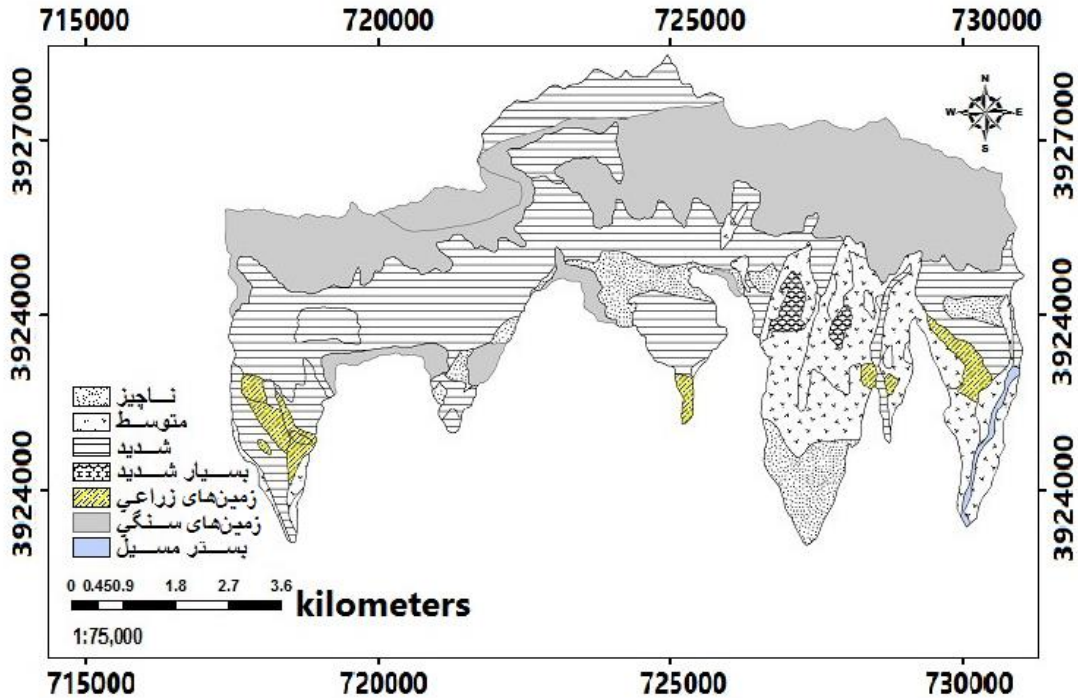 715000 720000 725000 730000
3927000
3927000
N
W E
S
3924000
3924000
ناچیز
متوسط
شدید
بسیار شدید
زمین‌های زراعی
زمین‌های سنگی
بستر مسیل
3924000
3924000
0 0.450.9 1.8 2.7 3.6
kilometers
1:75,000
715000 720000 725000 730000